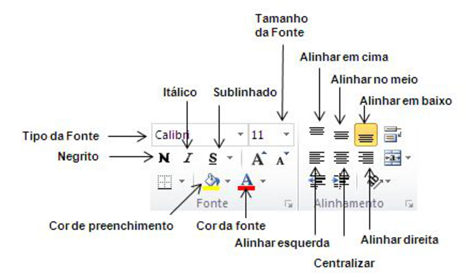 Tamanho
da Fonte
Alinhar em cima
Alinhar no meio
Itálico
Sublinhado
Alinhar em baixo
Tipo da Fonte
Calibri
11
Negrito
N
I
S
A
A
A
Fonte
Alinhamento
Cor de preenchimento
Cor da fonte
Alinhar esquerda
Alinhar direita
Centralizar